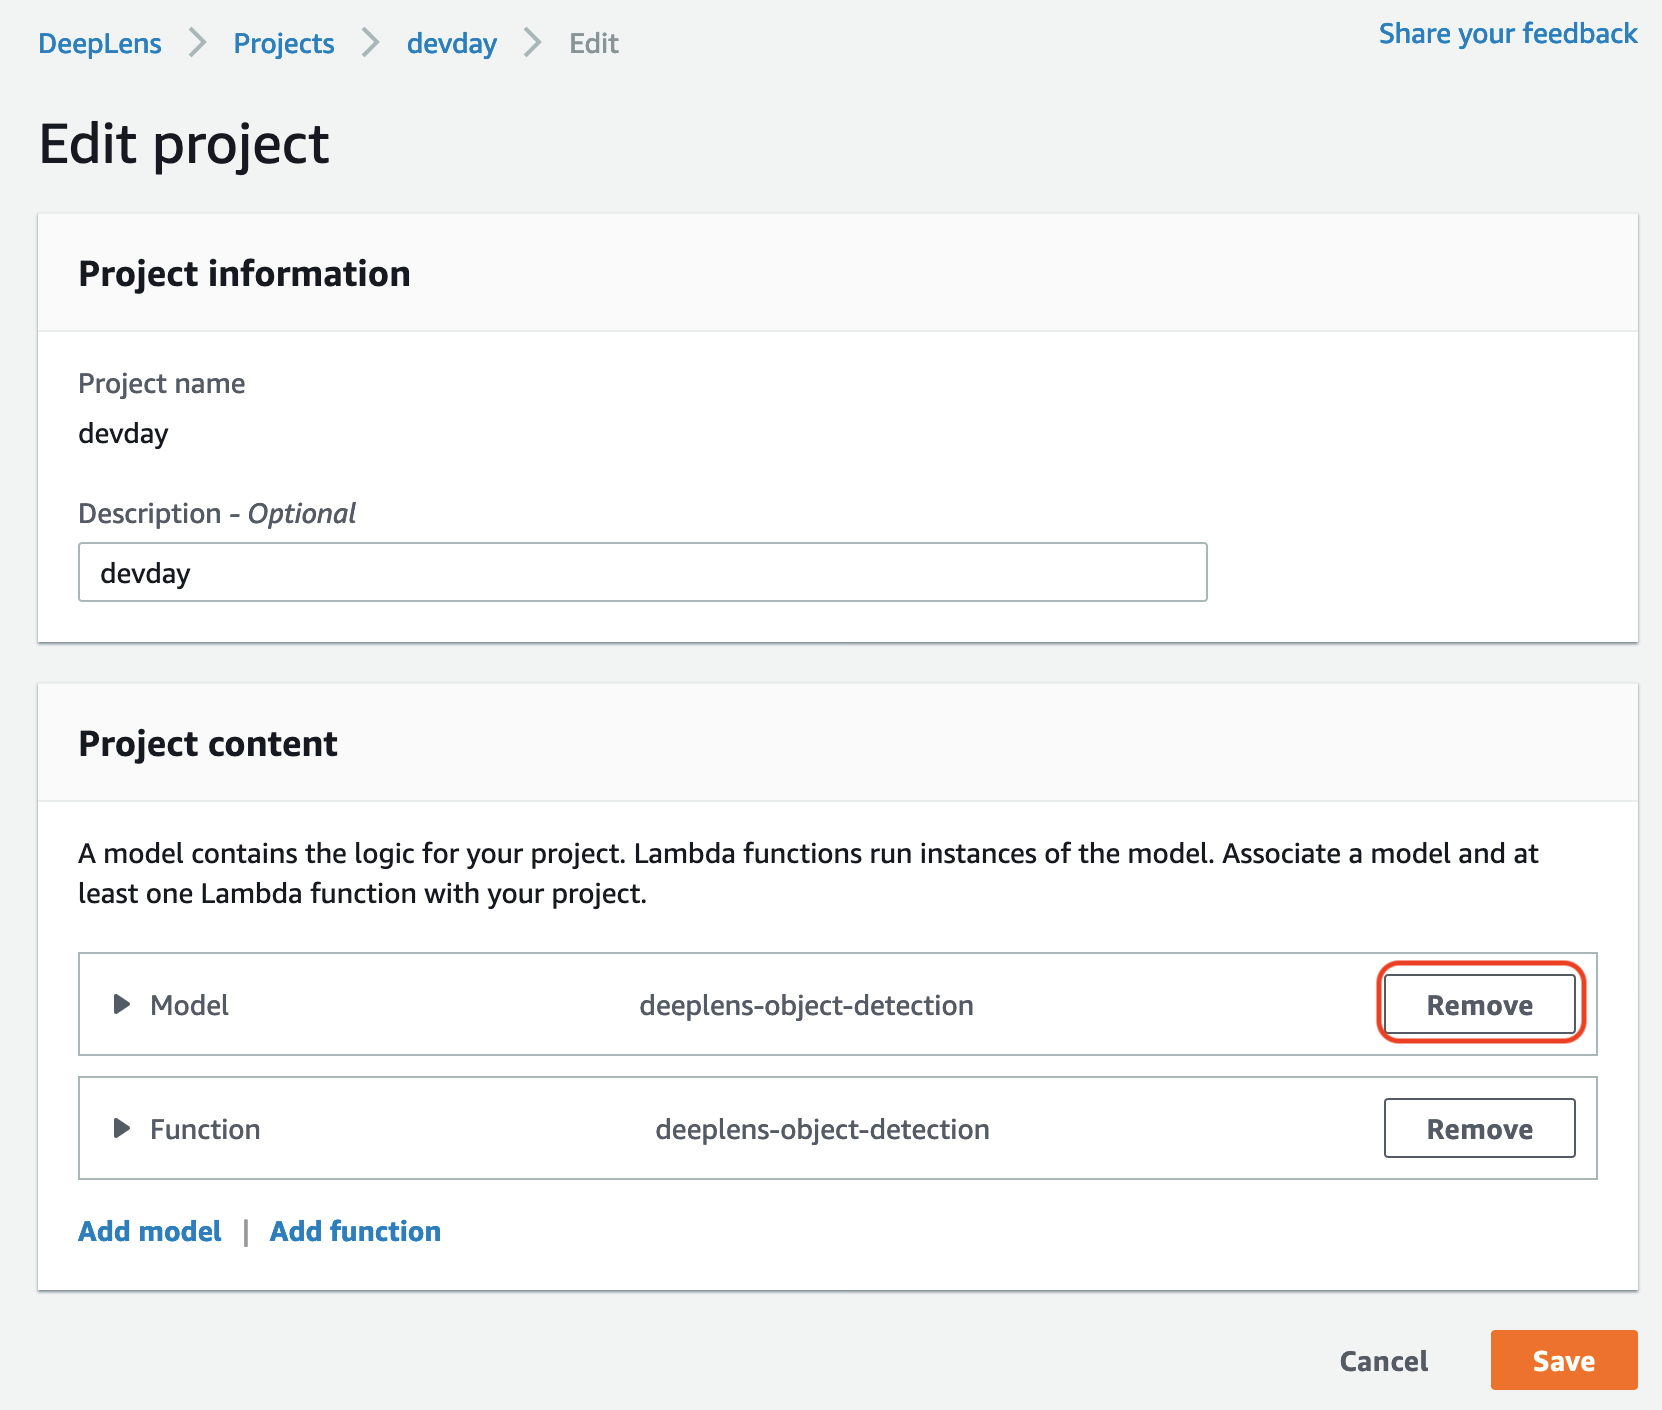 DeepLens > Projects > devday > Edit
Share your feedback
Edit project
Project information
Project name
devday
Description - Optional
devday
Project content
A model contains the logic for your project. Lambda functions run instances of the model. Associate a model and at
least one Lambda function with your project.
Model deeplens-object-detection Remove
Function deeplens-object-detection Remove
Add model | Add function
Cancel Save